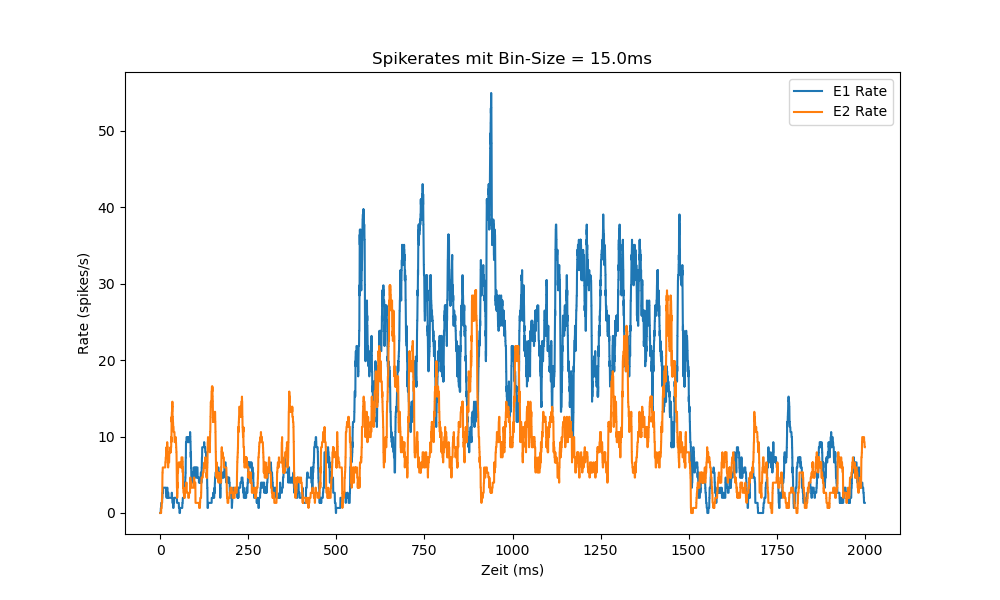 Spikerates mit Bin-Size = 15.0ms
E1 Rate
E2 Rate
50
40
30
20
10
0
Rate (spikes/s)
0 250 500 750 1000 1250 1500 1750 2000
Zeit (ms)